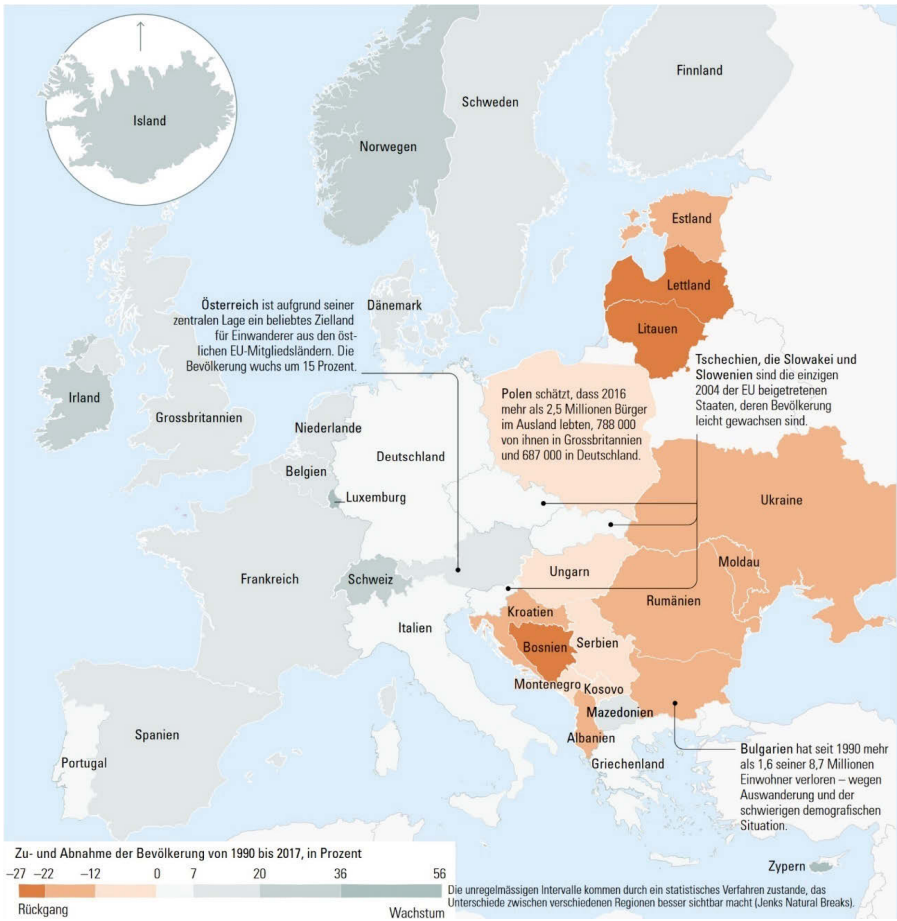 Island
Norwegen
Schweden
Finnland
Estland
Lettland
Litauen
Österreich ist aufgrund seiner
zentralen Lage ein beliebtes Zielland
für Einwanderer aus den öst-
lichen EU-Mitgliedsländern. Die
Bevölkerung wuchs um 15 Prozent.
Dänemark
Tschechien, die Slowakei und
Slowenien sind die einzigen
2004 der EU beigetretenen
Staaten, deren Bevölkerung
leicht gewachsen sind.
Polen schätzt, dass 2016
mehr als 2,5 Millionen Bürger
im Ausland lebten, 788 000
von ihnen in Grossbritannien
und 687 000 in Deutschland.
Irland
Grossbritannien
Niederlande
Deutschland
Belgien
Luxemburg
Ukraine
Moldau
Frankreich
Schweiz
Ungarn
Rumänien
Italien
Kroatien
Bosnien
Serbien
Montenegro
Kosovo
Mazedonien
Albanien
Griechenland
Spanien
Portugal
Bulgarien hat seit 1990 mehr
als 1,6 seiner 8,7 Millionen
Einwohner verloren – wegen
Auswanderung und der
schwierigen demografischen
Situation.
Zypern
Zu- und Abnahme der Bevölkerung von 1990 bis 2017, in Prozent
–27 –22 –12 0 7 20 36 56
Rückgang Wachstum
Die unregelmässigen Intervalle kommen durch ein statistisches Verfahren zustande, das
Unterschiede zwischen verschiedenen Regionen besser sichtbar macht (Jenks Natural Breaks).